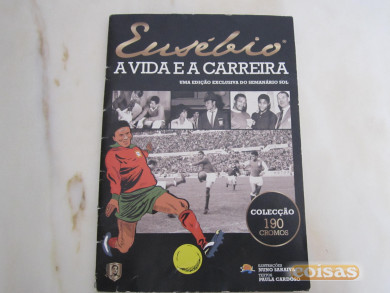 Eusébio
A VIDA E A CARREIRA
UMA EDIÇÃO EXCLUSIVA DO SEMANÁRIO SOL
COLECÇÃO
190
CROMOS
ILUSTRAÇÕES
NUNO SARAIVA
TEXTOS
PAULA CARDOSO
coisas